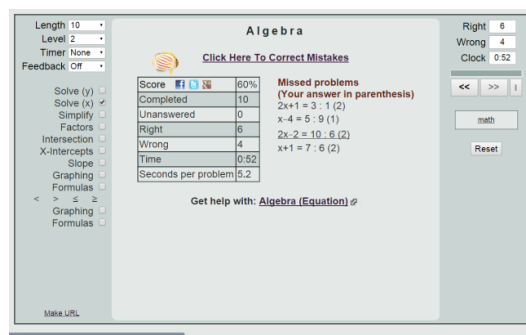 Length 10
Level 2
Timer None
Feedback Off
Solve (y)
Solve (x)
Simplify
Factors
Intersection
X-Intercepts
Slope
Graphing
Formulas
< > ≤ ≥
Graphing
Formulas
Make URL
Algebra
Click Here To Correct Mistakes
Score 60%
Completed 10
Unanswered 0
Right 6
Wrong 4
Time 0:52
Seconds per problem 5.2
Missed problems
(Your answer in parenthesis)
2x+1 = 3 : 1 (2)
x−4 = 5 : 9 (1)
2x−2 = 10 : 6 (2)
x+1 = 7 : 6 (2)
Get help with: Algebra (Equation)
Right 6
Wrong 4
Clock 0:52
<< >> |
math
Reset